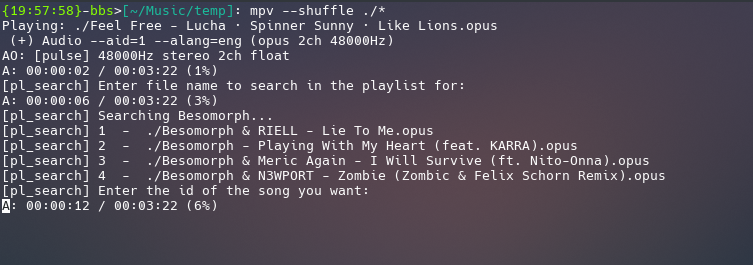 {19:57:58}-bbs>[~/Music/temp]: mpv --shuffle ./*
Playing: ./Feel Free - Lucha · Spinner Sunny · Like Lions.opus
 (+) Audio --aid=1 --alang=eng (opus 2ch 48000Hz)
AO: [pulse] 48000Hz stereo 2ch float
A: 00:00:02 / 00:03:22 (1%)
[pl_search] Enter file name to search in the playlist for:
A: 00:00:06 / 00:03:22 (3%)
[pl_search] Searching Besomorph...
[pl_search] 1  -  ./Besomorph & RIELL - Lie To Me.opus
[pl_search] 2  -  ./Besomorph - Playing With My Heart (feat. KARRA).opus
[pl_search] 3  -  ./Besomorph & Meric Again - I Will Survive (ft. Nito-Onna).opus
[pl_search] 4  -  ./Besomorph & N3WPORT - Zombie (Zombic & Felix Schorn Remix).opus
[pl_search] Enter the id of the song you want:
A: 00:00:12 / 00:03:22 (6%)